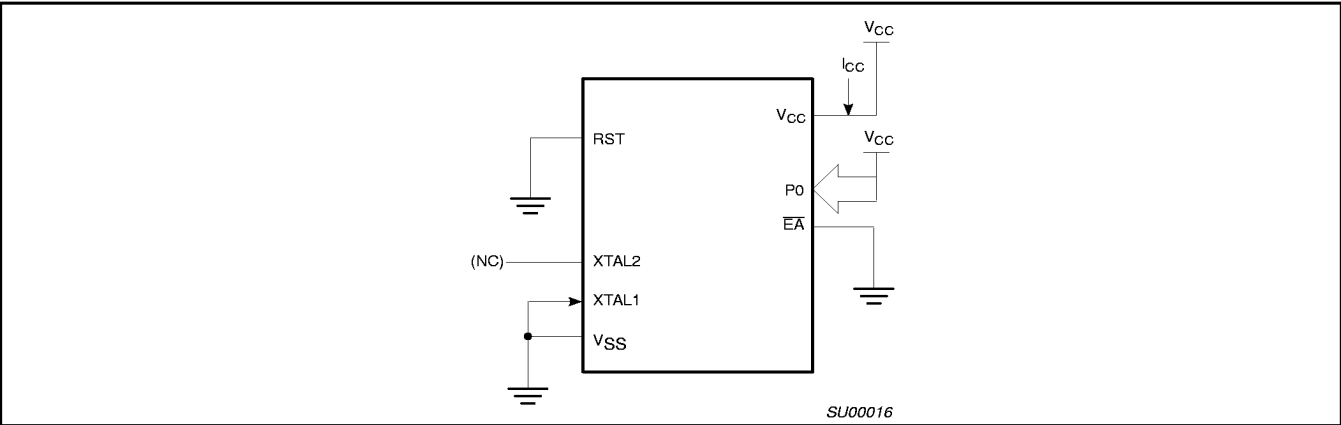 VCC
ICC
VCC
RST
VCC
P0
EA
(NC)
XTAL2
XTAL1
VSS
SU00016